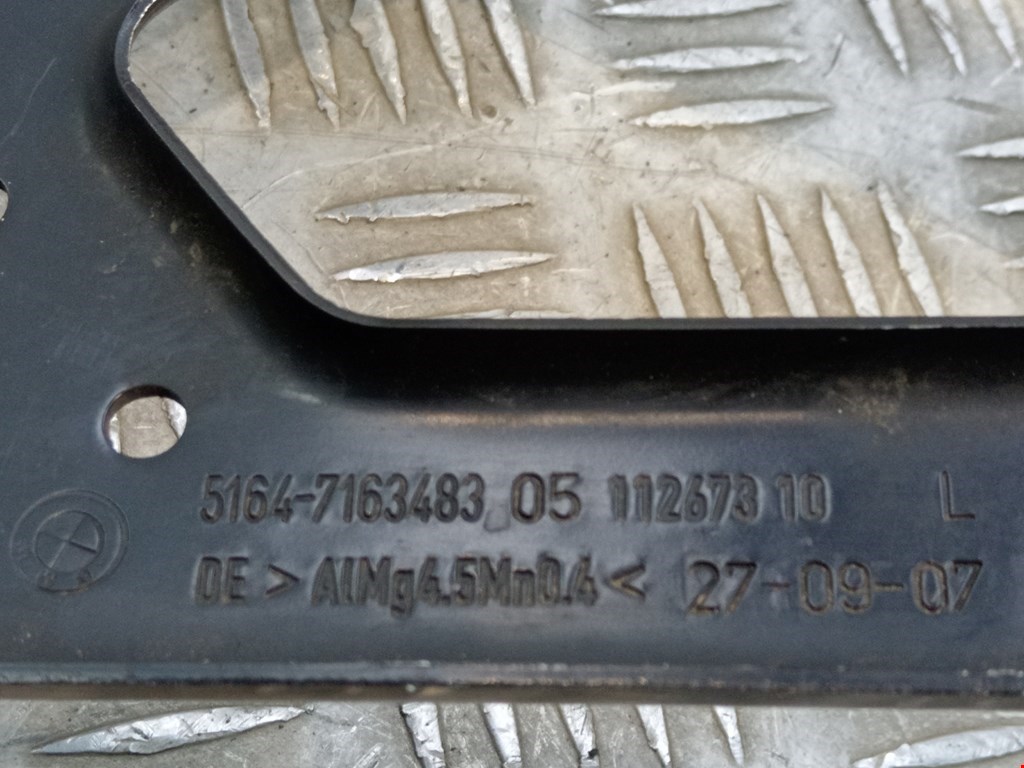 5164-7163483 05 112673 10 L
DE >AlMg4.5Mn0.4< 27-09-07